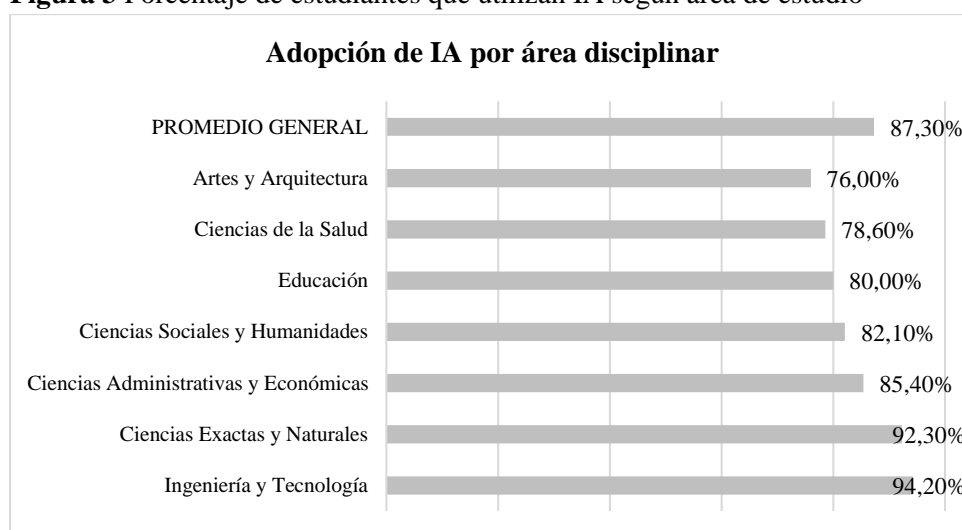 Figura 3 Porcentaje de estudiantes que utilizan IA según área de estudio
Adopción de IA por área disciplinar
PROMEDIO GENERAL 87,30%
Artes y Arquitectura 76,00%
Ciencias de la Salud 78,60%
Educación 80,00%
Ciencias Sociales y Humanidades 82,10%
Ciencias Administrativas y Económicas 85,40%
Ciencias Exactas y Naturales 92,30%
Ingeniería y Tecnología 94,20%